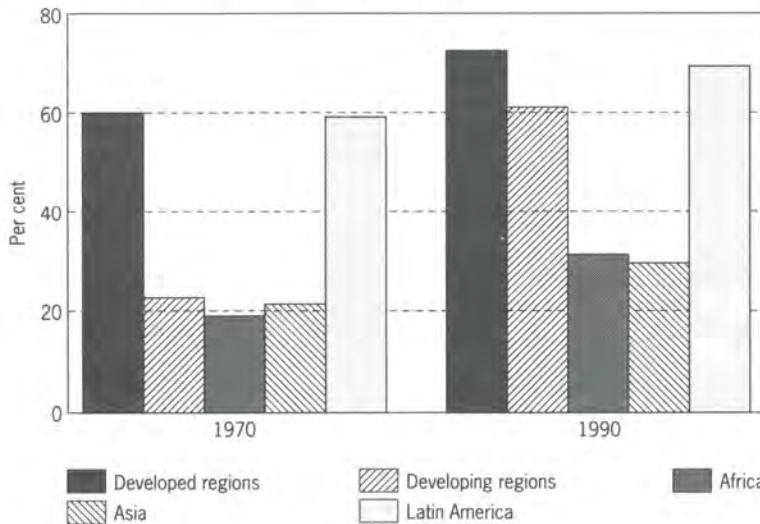 80
60
40
20
0
Per cent
1970
1990
Developed regions
Developing regions
Africa
Asia
Latin America